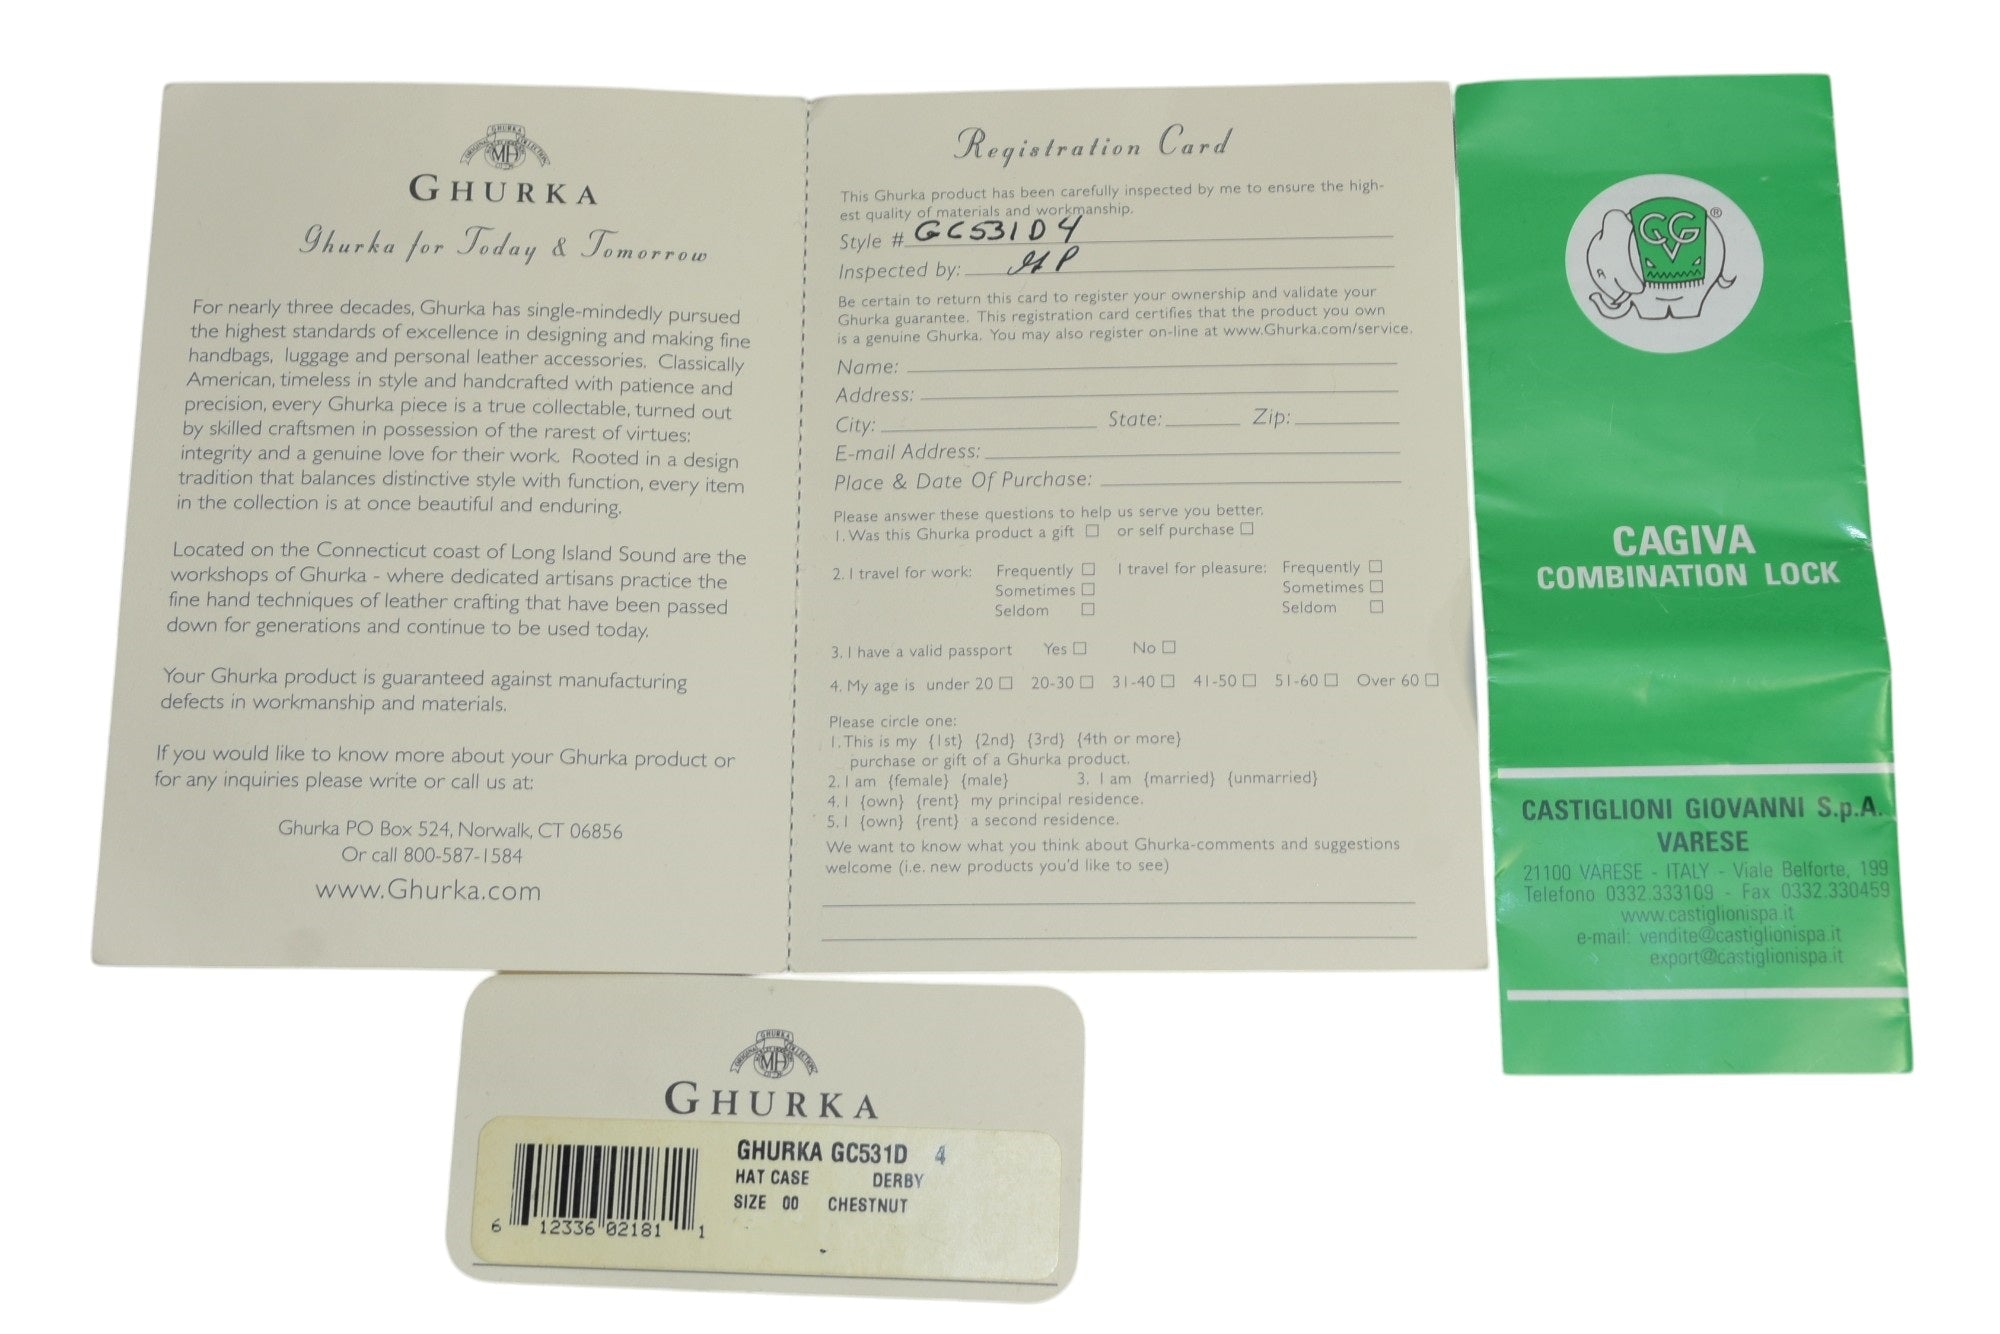 GHURKA
ORIGINAL COLLECTION
MH
GHURKA
Ghurka for Today & Tomorrow
For nearly three decades, Ghurka has single-mindedly pursued
the highest standards of excellence in designing and making fine
handbags, luggage and personal leather accessories. Classically
American, timeless in style and handcrafted with patience and
precision, every Ghurka piece is a true collectable, turned out
by skilled craftsmen in possession of the rarest of virtues:
integrity and a genuine love for their work. Rooted in a design
tradition that balances distinctive style with function, every item
in the collection is at once beautiful and enduring.
Located on the Connecticut coast of Long Island Sound are the
workshops of Ghurka - where dedicated artisans practice the
fine hand techniques of leather crafting that have been passed
down for generations and continue to be used today.
Your Ghurka product is guaranteed against manufacturing
defects in workmanship and materials.
If you would like to know more about your Ghurka product or
for any inquiries please write or call us at:
Ghurka PO Box 524, Norwalk, CT 06856
Or call 800-587-1584
www.Ghurka.com
Registration Card
This Ghurka product has been carefully inspected by me to ensure the high-
est quality of materials and workmanship.
Style # GC531D4
Inspected by:
Be certain to return this card to register your ownership and validate your
Ghurka guarantee. This registration card certifies that the product you own
is a genuine Ghurka. You may also register on-line at www.Ghurka.com/service.
Name:
Address:
City: State: Zip:
E-mail Address:
Place & Date Of Purchase:
Please answer these questions to help us serve you better.
1. Was this Ghurka product a gift ☐ or self purchase ☐
2. I travel for work: Frequently ☐ I travel for pleasure: Frequently ☐
Sometimes ☐ Sometimes ☐
Seldom ☐ Seldom ☐
3. I have a valid passport Yes ☐ No ☐
4. My age is under 20 ☐ 20-30 ☐ 31-40 ☐ 41-50 ☐ 51-60 ☐ Over 60 ☐
Please circle one:
1. This is my {1st} {2nd} {3rd} {4th or more}
purchase or gift of a Ghurka product.
2. I am {female} {male} 3. I am {married} {unmarried}
4. I {own} {rent} my principal residence.
5. I {own} {rent} a second residence.
We want to know what you think about Ghurka-comments and suggestions
welcome (i.e. new products you'd like to see)
CGVG ®
CAGIVA
COMBINATION LOCK
CASTIGLIONI GIOVANNI S.p.A.
VARESE
21100 VARESE - ITALY - Viale Belforte, 199
Telefono 0332.333109 - Fax 0332.330459
www.castiglionispa.it
e-mail: vendite@castiglionispa.it
export@castiglionispa.it
GHURKA
ORIGINAL COLLECTION
MH
GHURKA
GHURKA GC531D 4
HAT CASE DERBY
SIZE 00 CHESTNUT
6 12336 02181 1